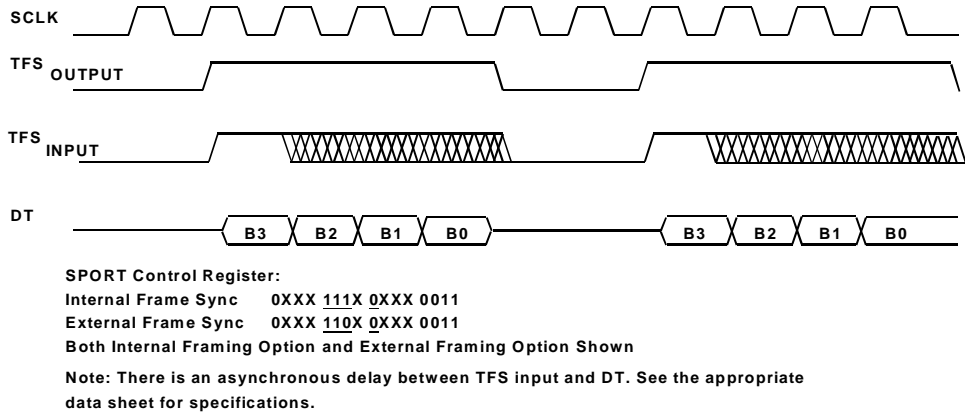 SCLK
TFS OUTPUT
TFS INPUT
DT
B3 B2 B1 B0 B3 B2 B1 B0
SPORT Control Register:
Internal Frame Sync 0XXX 111X 0XXX 0011
External Frame Sync 0XXX 110X 0XXX 0011
Both Internal Framing Option and External Framing Option Shown
Note: There is an asynchronous delay between TFS input and DT. See the appropriate
data sheet for specifications.